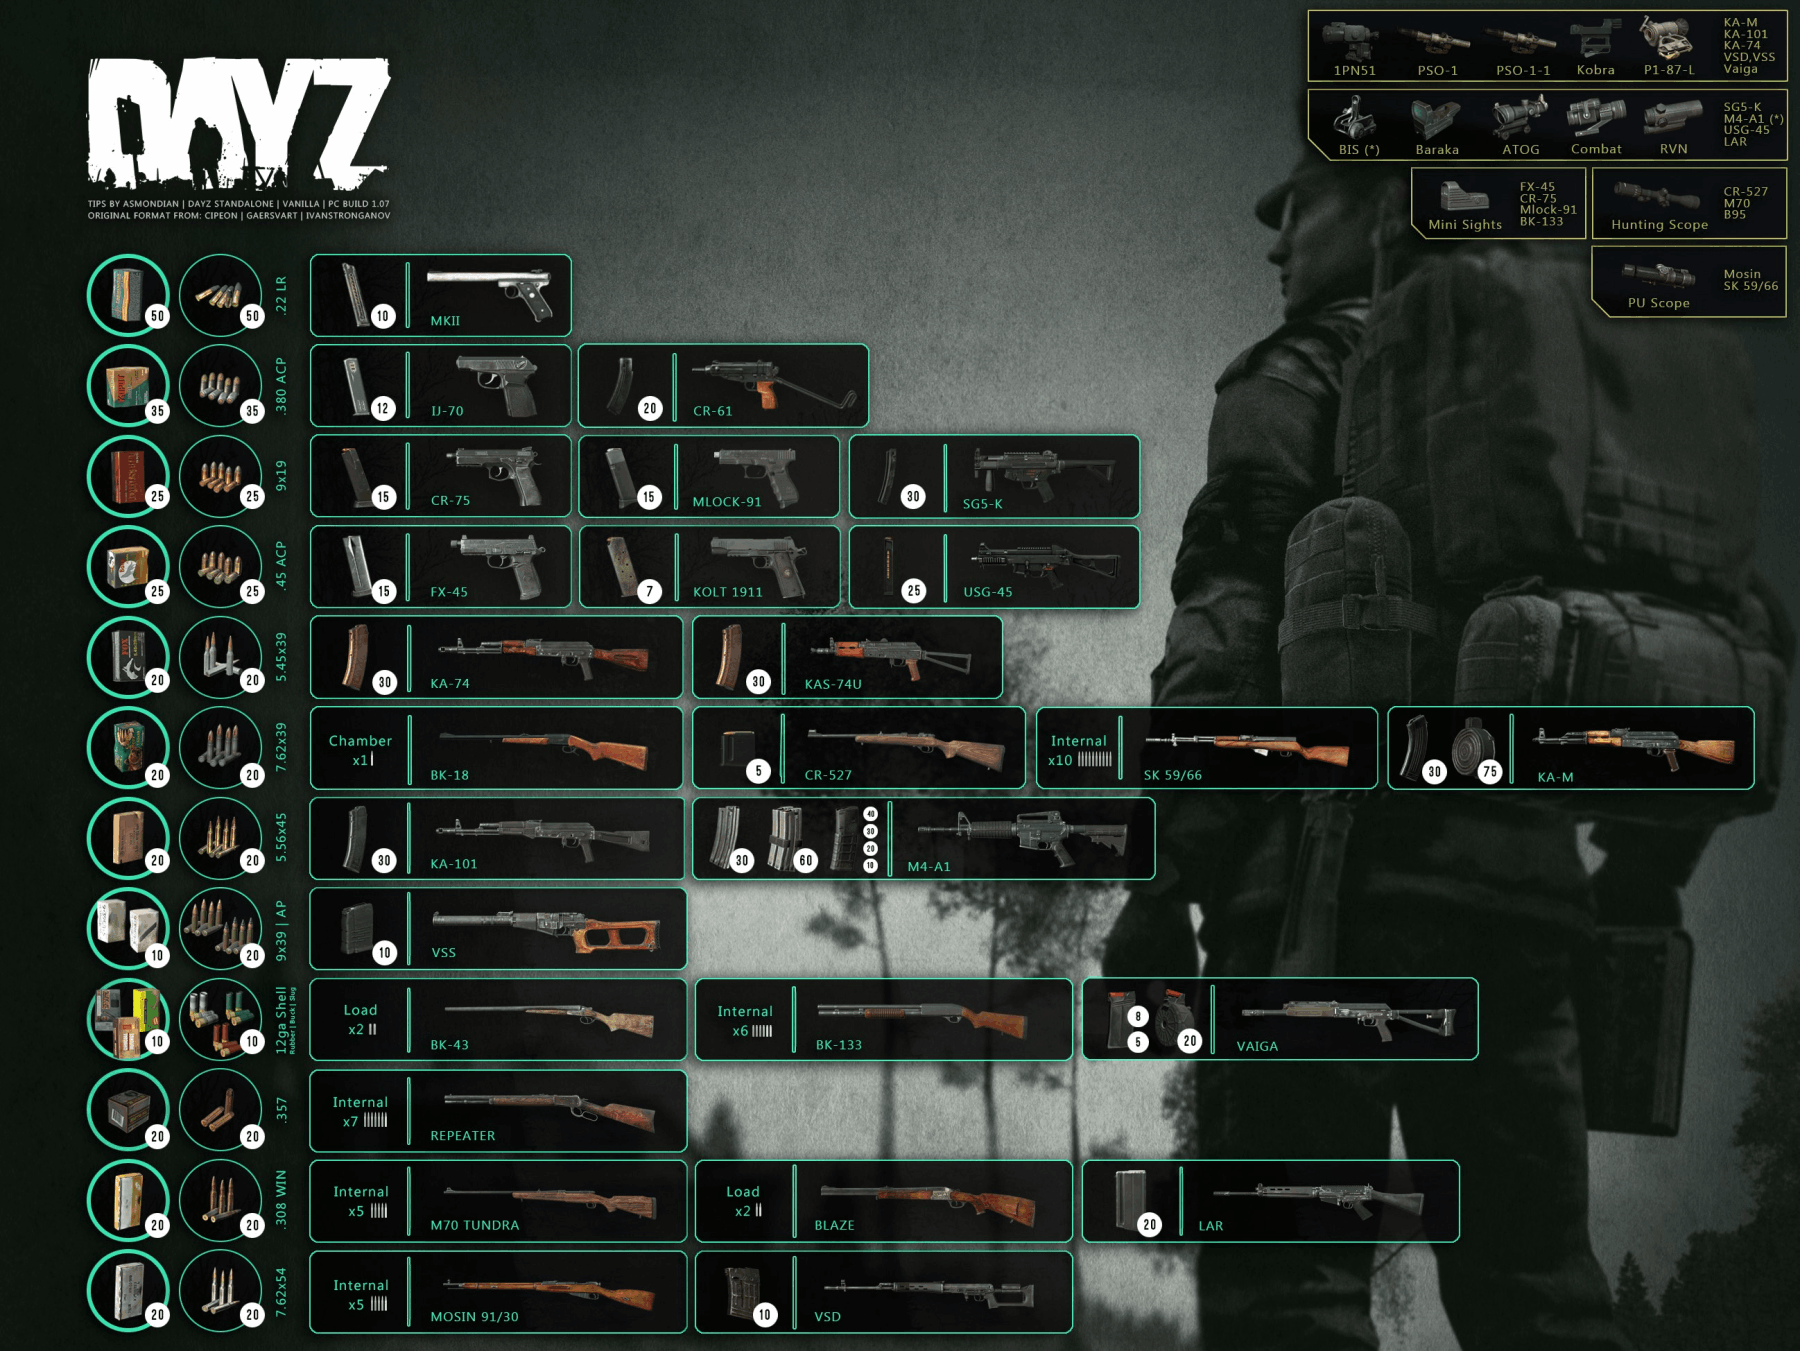 DAYZ
TIPS BY ASMONDIAN | DAYZ STANDALONE | VANILLA | PC BUILD 1.07
ORIGINAL FORMAT FROM: CIPEON | GAERSVART | IVANSTRONGANOV
1PN51 PSO-1 PSO-1-1 Kobra P1-87-L
KA-M
KA-101
KA-74
VSD,VSS
Vaiga
BIS (*) Baraka ATOG Combat RVN
SG5-K
M4-A1 (*)
USG-45
LAR
Mini Sights
FX-45
CR-75
Mlock-91
BK-133
Hunting Scope
CR-527
M70
B95
PU Scope
Mosin
SK 59/66
50 50 .22 LR 10 MKII
35 35 .380 ACP 12 IJ-70 20 CR-61
25 25 9x19 15 CR-75 15 MLOCK-91 30 SG5-K
25 25 .45 ACP 15 FX-45 7 KOLT 1911 25 USG-45
20 20 5.45x39 30 KA-74 30 KAS-74U
20 20 7.62x39 Chamber x1 BK-18 5 CR-527 Internal x10 SK 59/66 30 75 KA-M
20 20 5.56x45 30 KA-101 30 60 40 30 20 10 M4-A1
10 20 9x39 | AP 10 VSS
10 10 12ga Shell
Rubber | Buck | Slug
Load x2 BK-43 Internal x6 BK-133 8 5 20 VAIGA
20 20 .357 Internal x7 REPEATER
20 20 .308 WIN Internal x5 M70 TUNDRA Load x2 BLAZE 20 LAR
20 20 7.62x54 Internal x5 MOSIN 91/30 10 VSD